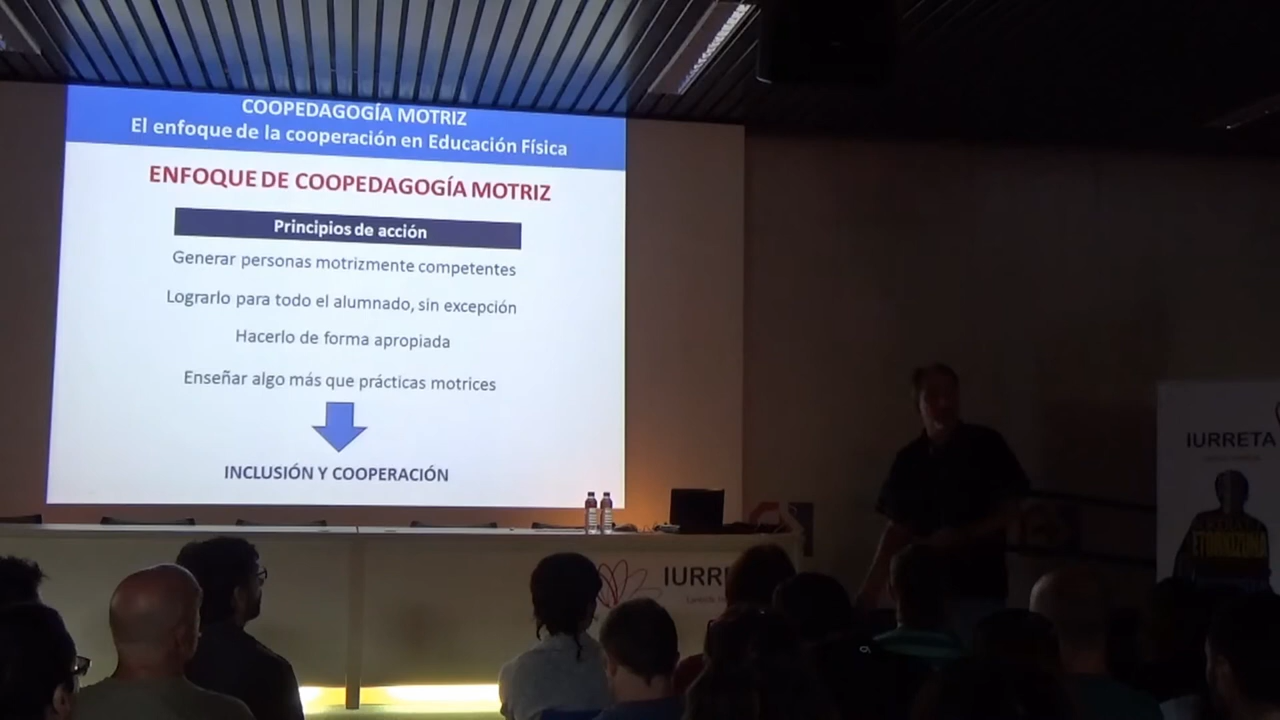 COOPEDAGOGÍA MOTRIZ
El enfoque de la cooperación en Educación Física
ENFOQUE DE COOPEDAGOGÍA MOTRIZ
Principios de acción
Generar personas motrizmente competentes
Lograrlo para todo el alumnado, sin excepción
Hacerlo de forma apropiada
Enseñar algo más que prácticas motrices
INCLUSIÓN Y COOPERACIÓN
IURRETA
IURR